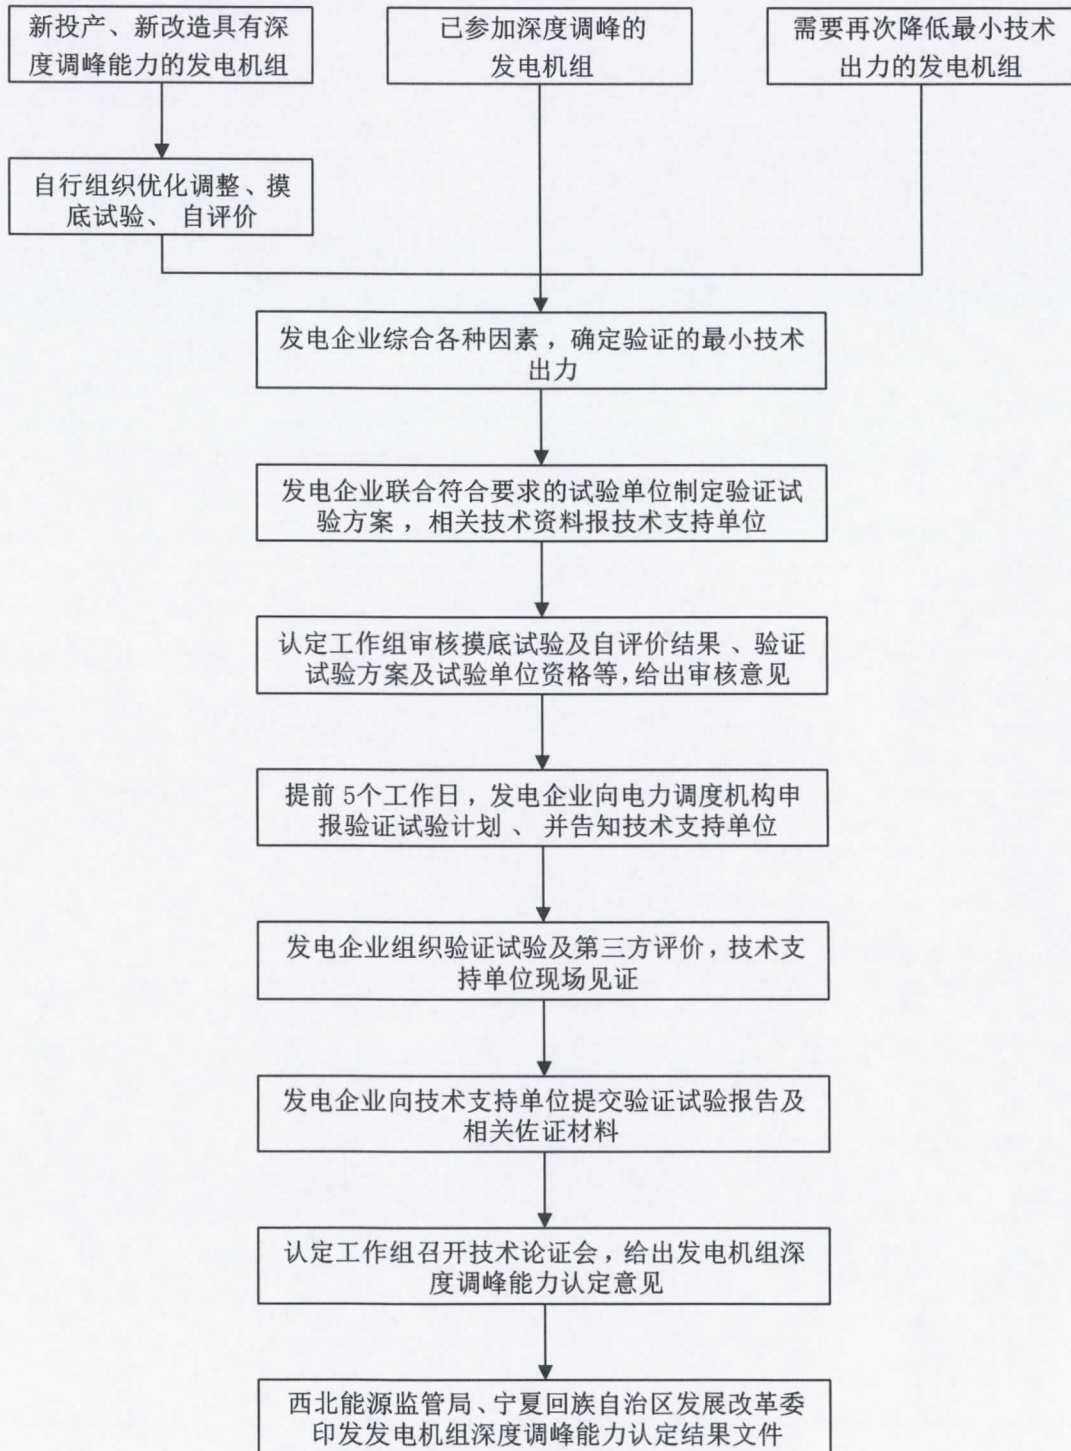 新投产、新改造具有深
度调峰能力的发电机组
已参加深度调峰的
发电机组
需要再次降低最小技术
出力的发电机组
自行组织优化调整、摸
底试验、 自评价
发电企业综合各种因素，确定验证的最小技术
出力
发电企业联合符合要求的试验单位制定验证试
验方案，相关技术资料报技术支持单位
认定工作组审核摸底试验及自评价结果、验证
试验方案及试验单位资格等，给出审核意见
提前 5个工作日，发电企业向电力调度机构申
报验证试验计划、 并告知技术支持单位
发电企业组织验证试验及第三方评价，技术支
持单位现场见证
发电企业向技术支持单位提交验证试验报告及
相关佐证材料
认定工作组召开技术论证会，给出发电机组深
度调峰能力认定意见
西北能源监管局、宁夏回族自治区发展改革委
印发发电机组深度调峰能力认定结果文件